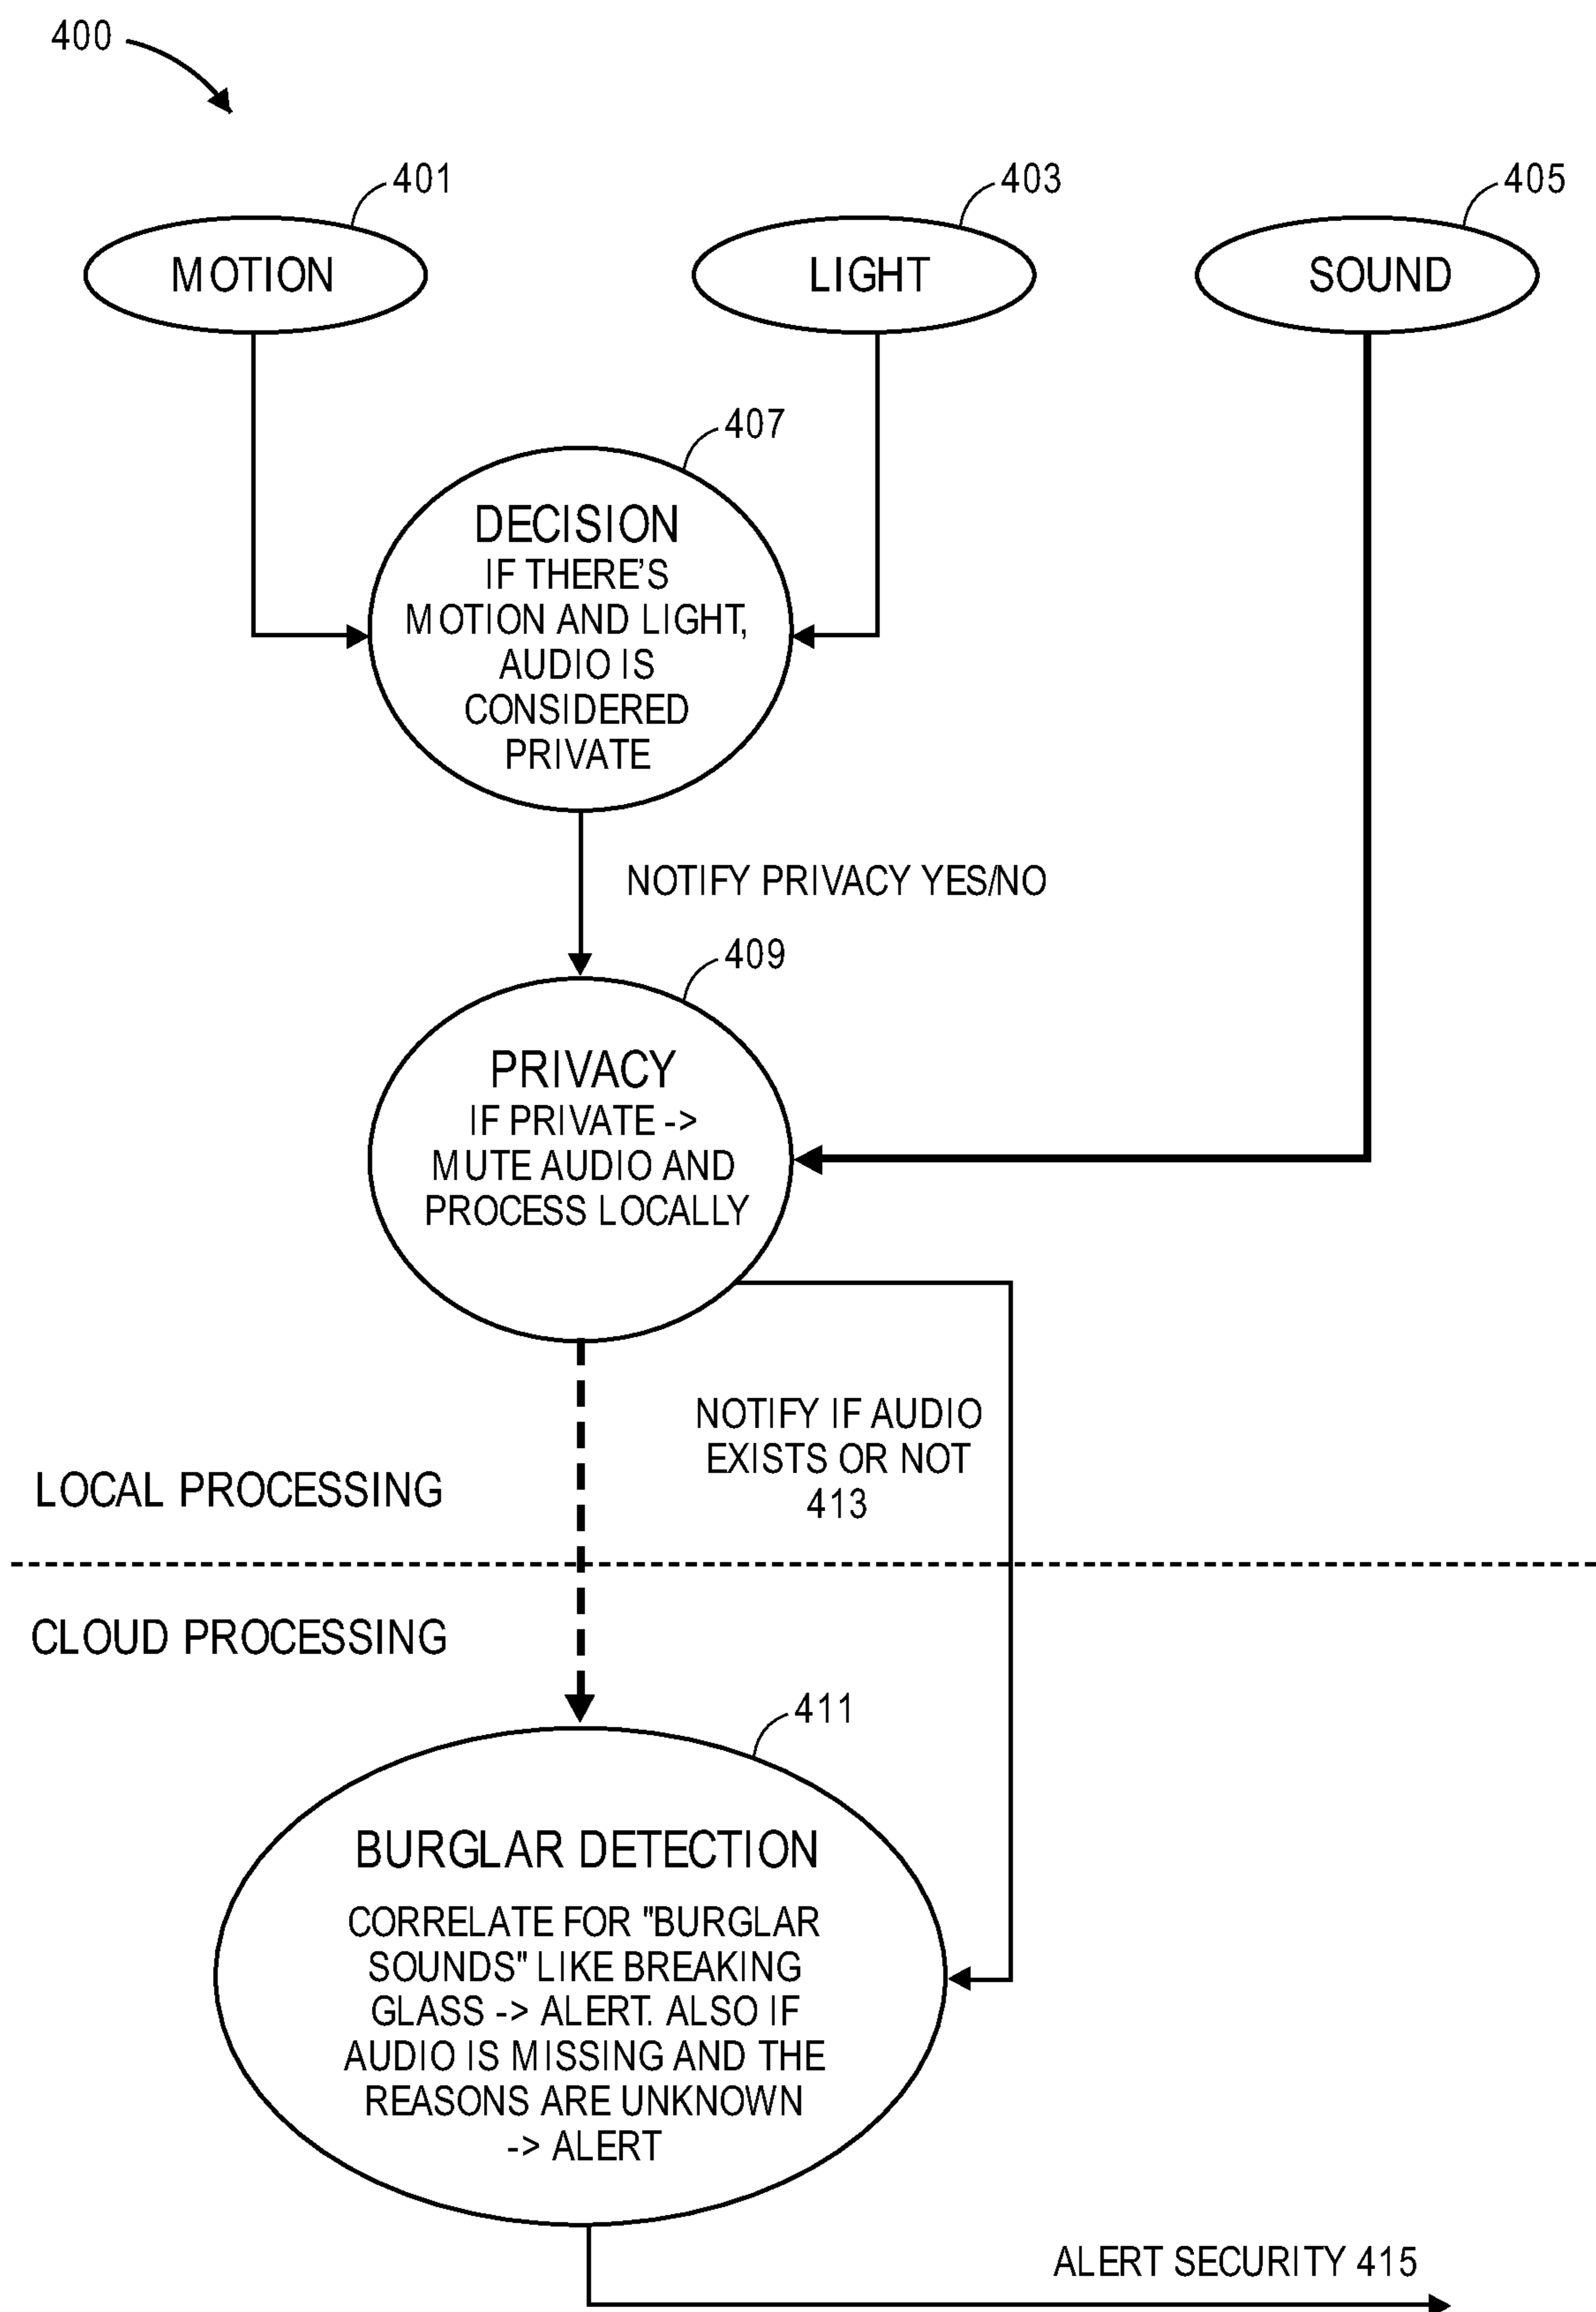 400
401
403
405
MOTION
LIGHT
SOUND
407
DECISION
IF THERE'S
MOTION AND LIGHT,
AUDIO IS
CONSIDERED
PRIVATE
NOTIFY PRIVACY YES/NO
409
PRIVACY
IF PRIVATE ->
MUTE AUDIO AND
PROCESS LOCALLY
NOTIFY IF AUDIO
EXISTS OR NOT
413
LOCAL PROCESSING
CLOUD PROCESSING
411
BURGLAR DETECTION
CORRELATE FOR "BURGLAR
SOUNDS" LIKE BREAKING
GLASS -> ALERT. ALSO IF
AUDIO IS MISSING AND THE
REASONS ARE UNKNOWN
-> ALERT
ALERT SECURITY 415